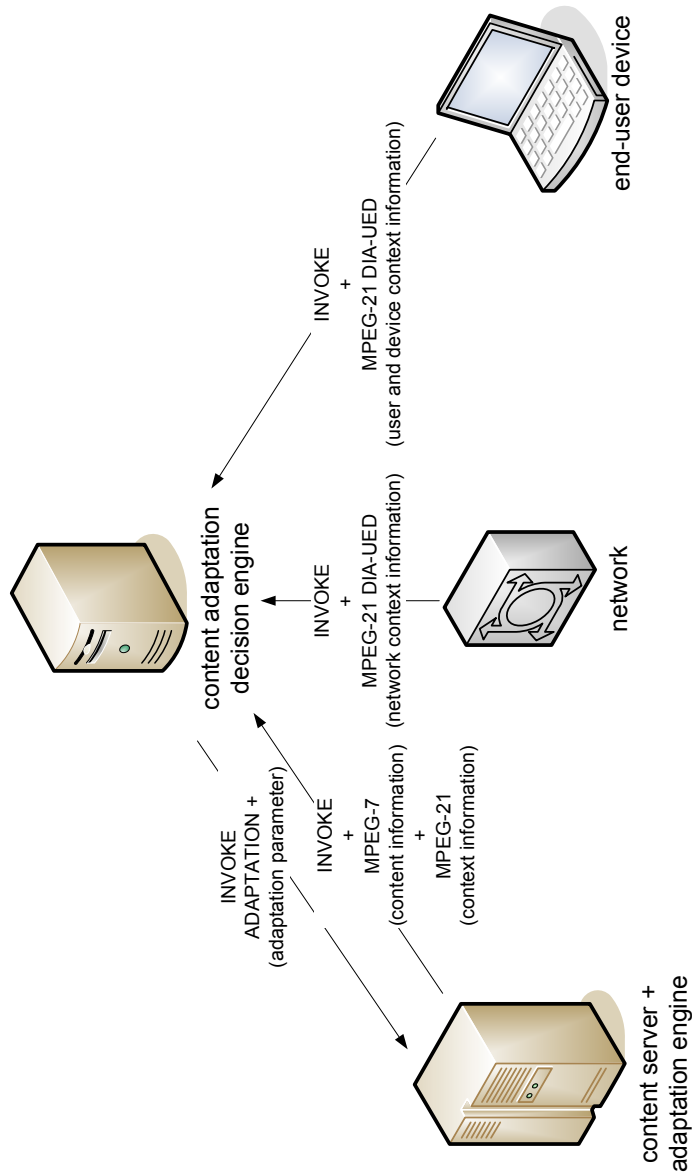 content adaptation
decision engine
INVOKE
ADAPTATION +
(adaptation parameter)
INVOKE
+
MPEG-7
(content information)
+
MPEG-21
(context information)
INVOKE
+
MPEG-21 DIA-UED
(network context information)
INVOKE
+
MPEG-21 DIA-UED
(user and device context information)
content server +
adaptation engine
network
end-user device